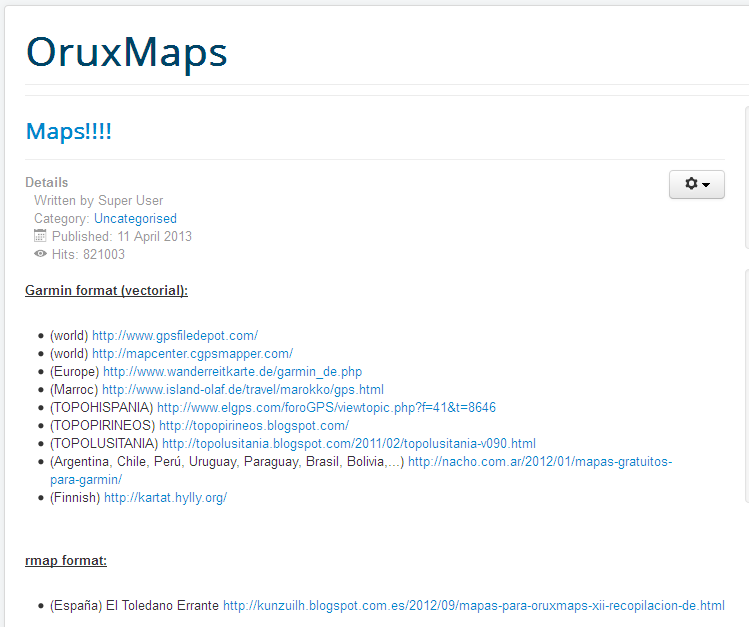 OruxMaps
Maps!!!!
Details
Written by Super User
Category: Uncategorised
Published: 11 April 2013
Hits: 821003
Garmin format (vectorial):
(world) http://www.gpsfiledepot.com/
(world) http://mapcenter.cgpsmapper.com/
(Europe) http://www.wanderreitkarte.de/garmin_de.php
(Marroc) http://www.island-olaf.de/travel/marokko/gps.html
(TOPOHISPANIA) http://www.elgps.com/foroGPS/viewtopic.php?f=41&t=8646
(TOPOPIRINEOS) http://topopirineos.blogspot.com/
(TOPOLUSITANIA) http://topolusitania.blogspot.com/2011/02/topolusitania-v090.html
(Argentina, Chile, Perú, Uruguay, Paraguay, Brasil, Bolivia,...) http://nacho.com.ar/2012/01/mapas-gratuitos-
para-garmin/
(Finnish) http://kartat.hylly.org/
rmap format:
(España) El Toledano Errante http://kunzuilh.blogspot.com.es/2012/09/mapas-para-oruxmaps-xii-recopilacion-de.html